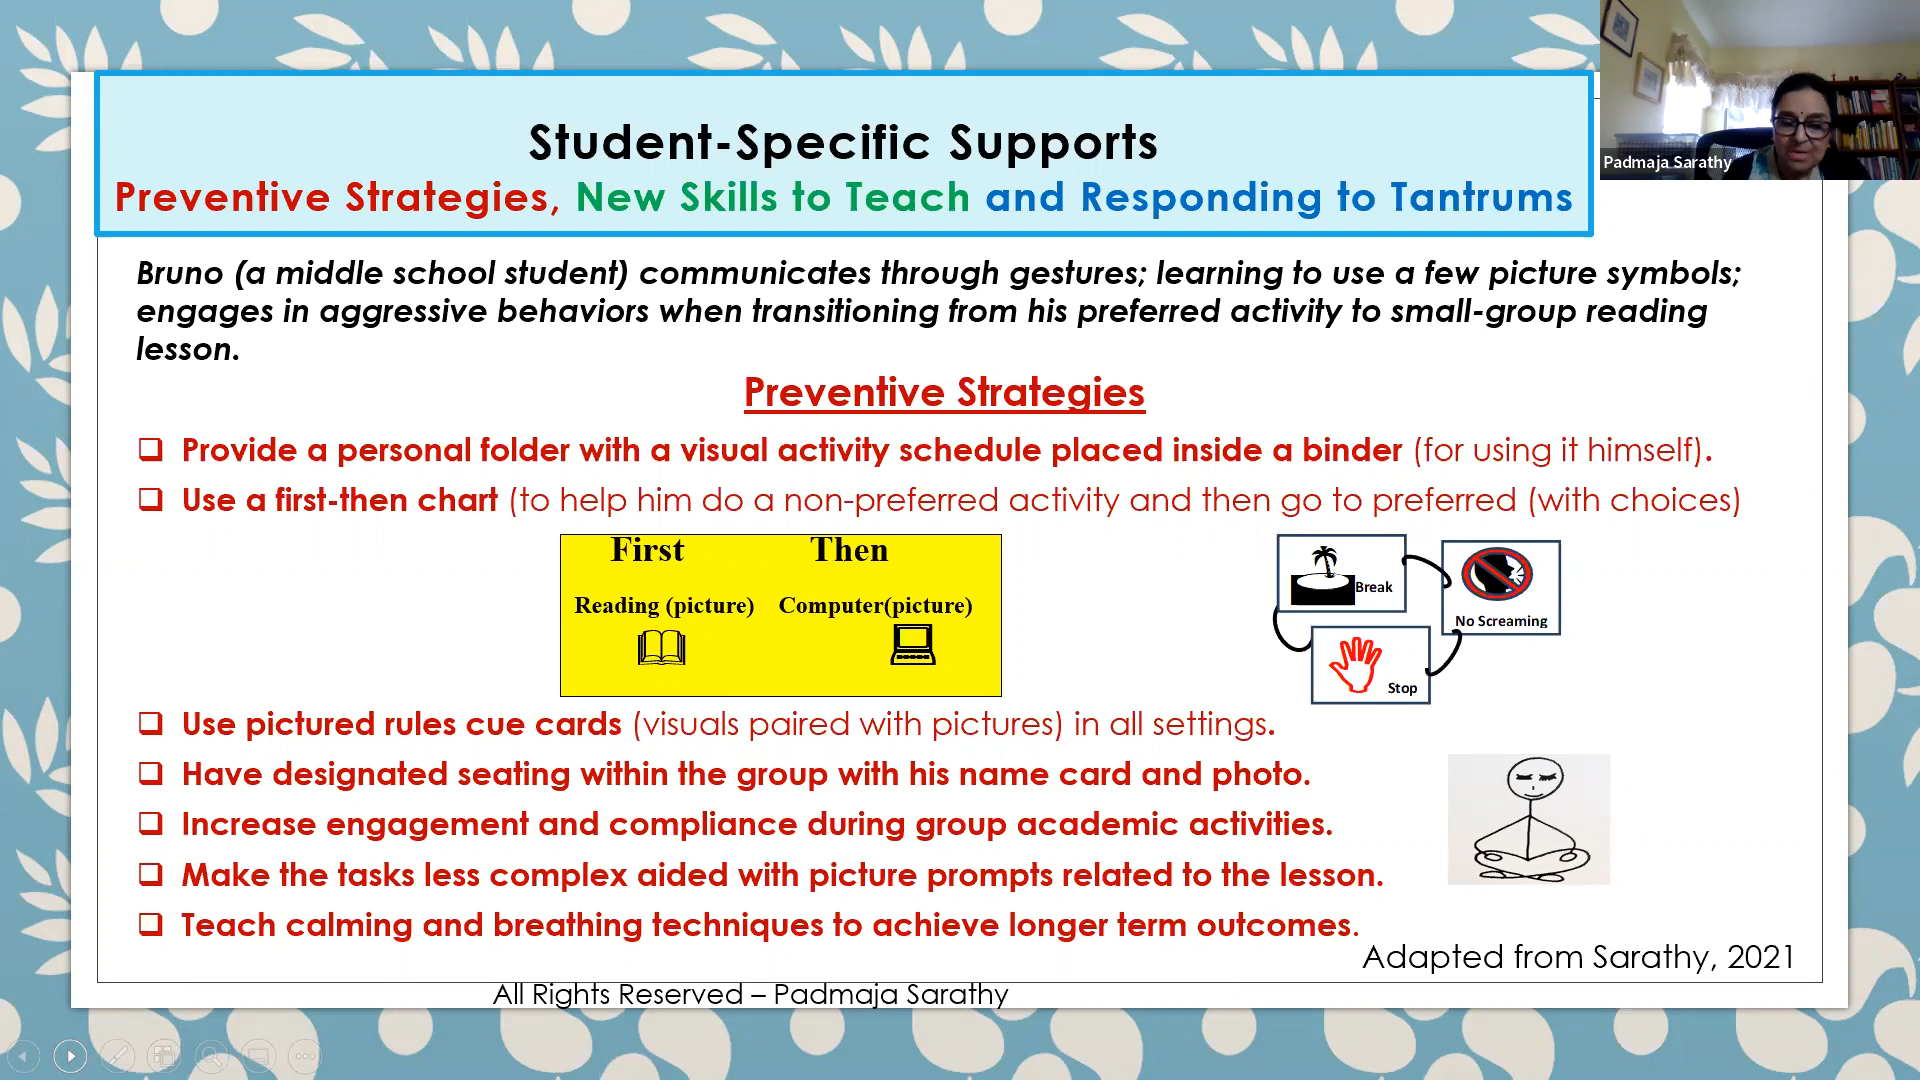 Student-Specific Supports
Preventive Strategies, New Skills to Teach and Responding to Tantrums
Padmaja Sarathy
Bruno (a middle school student) communicates through gestures; learning to use a few picture symbols;
engages in aggressive behaviors when transitioning from his preferred activity to small-group reading
lesson.
Preventive Strategies
Provide a personal folder with a visual activity schedule placed inside a binder (for using it himself).
Use a first-then chart (to help him do a non-preferred activity and then go to preferred (with choices)
First Then
Reading (picture) Computer(picture)
Break
No Screaming
Stop
Use pictured rules cue cards (visuals paired with pictures) in all settings.
Have designated seating within the group with his name card and photo.
Increase engagement and compliance during group academic activities.
Make the tasks less complex aided with picture prompts related to the lesson.
Teach calming and breathing techniques to achieve longer term outcomes.
Adapted from Sarathy, 2021
All Rights Reserved – Padmaja Sarathy